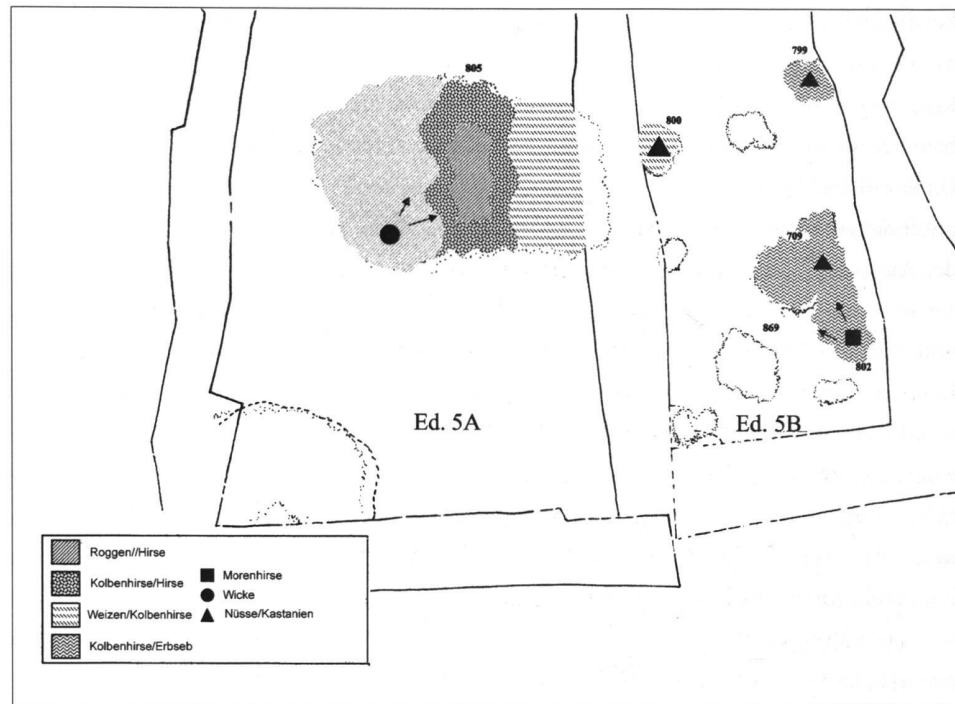 799
805
800
709
869
802
Ed. 5A
Ed. 5B
Roggen//Hirse
Kolbenhirse/Hirse
Weizen/Kolbenhirse
Kolbenhirse/Erbseb
Morenhirse
Wicke
Nüsse/Kastanien